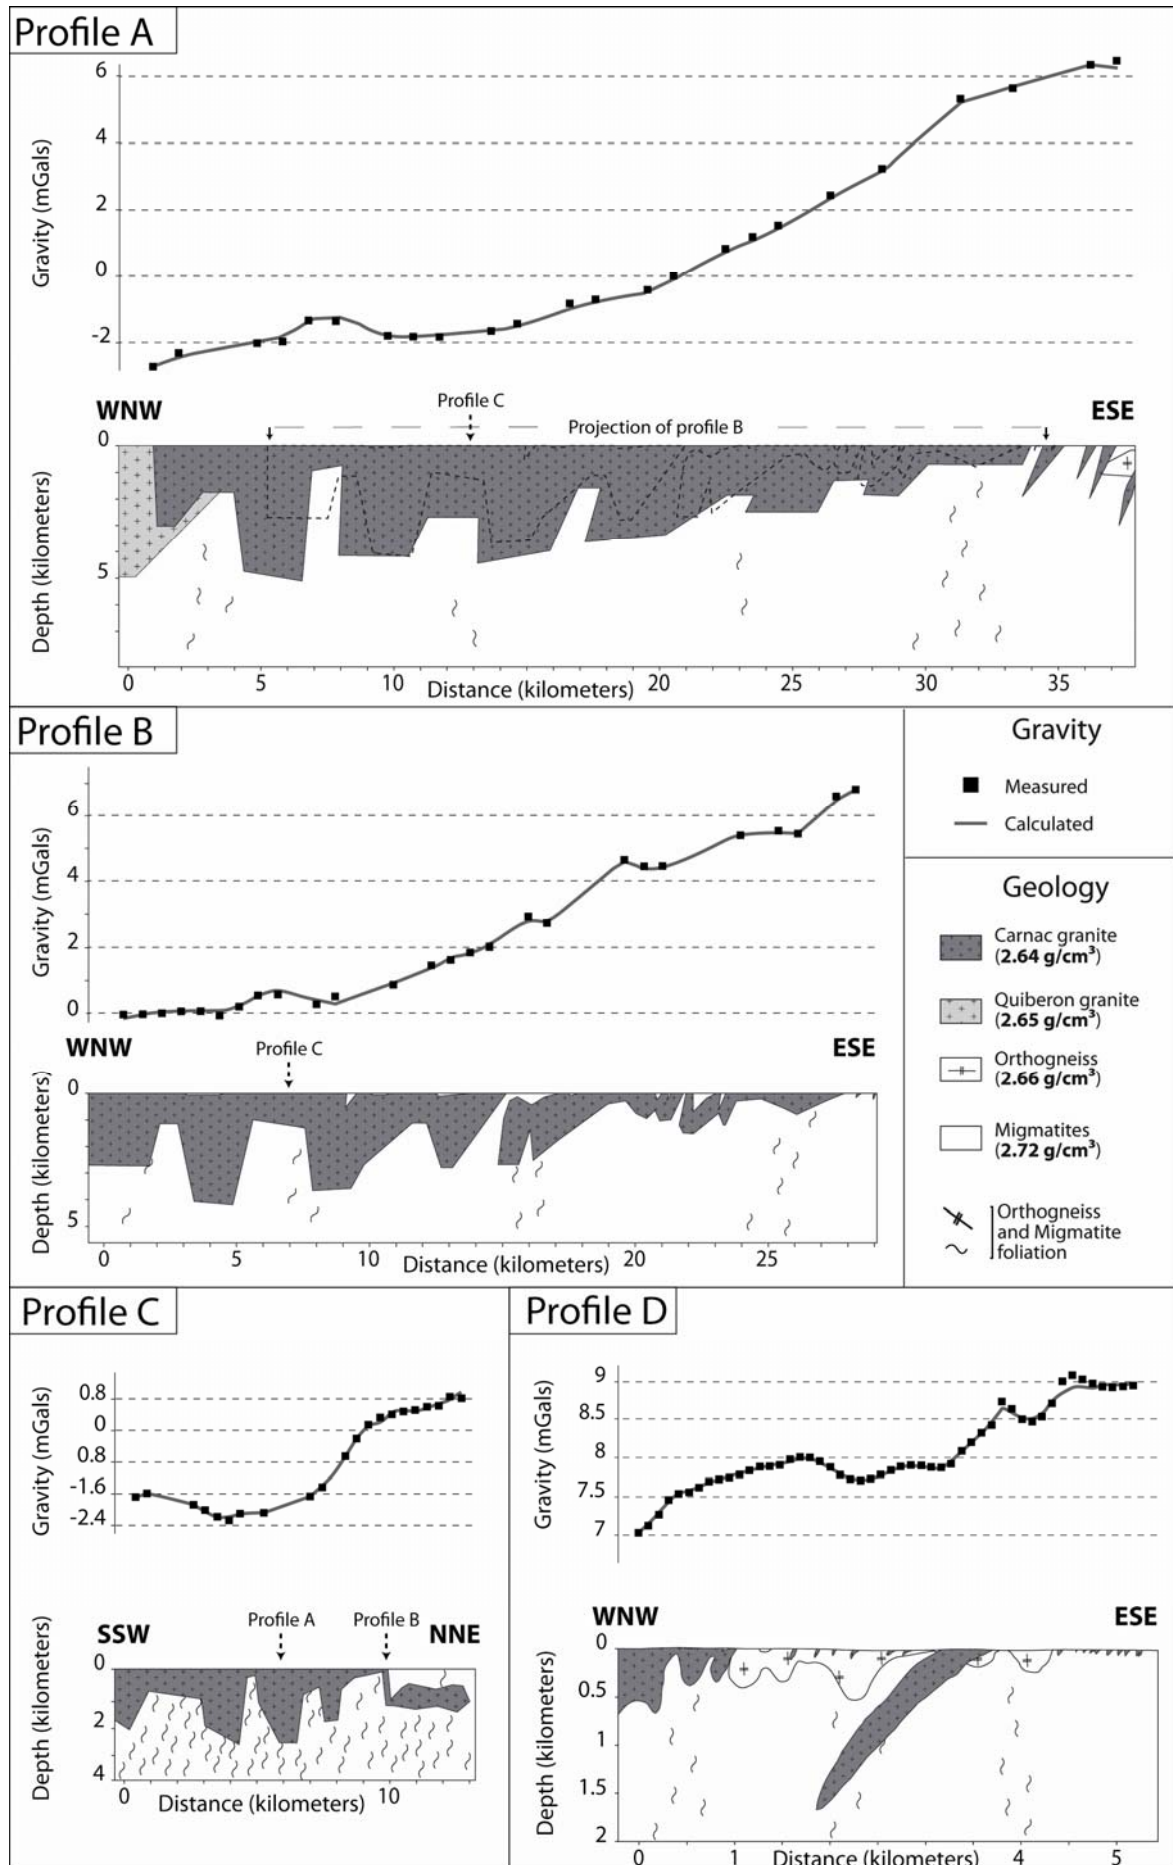 Profile A
6
4
2
0
-2
Gravity (mGals)
WNW
Profile C
Projection of profile B
ESE
0
5
Depth (kilometers)
0 5 10 Distance (kilometers) 20 25 30 35
Profile B
6
4
2
0
Gravity (mGals)
WNW
Profile C
ESE
0
5
Depth (kilometers)
0 5 10 Distance (kilometers) 20 25
Gravity
Measured
Calculated
Geology
Carnac granite
(2.64 g/cm³)
Quiberon granite
(2.65 g/cm³)
Orthogneiss
(2.66 g/cm³)
Migmatites
(2.72 g/cm³)
Orthogneiss
and Migmatite
foliation
Profile C
0.8
0
0.8
-1.6
-2.4
Gravity (mGals)
SSW
Profile A
Profile B
NNE
0
2
4
Depth (kilometers)
0 10
Distance (kilometers)
Profile D
9
8.5
8
7.5
7
Gravity (mGals)
WNW
ESE
0
0.5
1
1.5
2
Depth (kilometers)
0 1 Distance (kilometers) 4 5